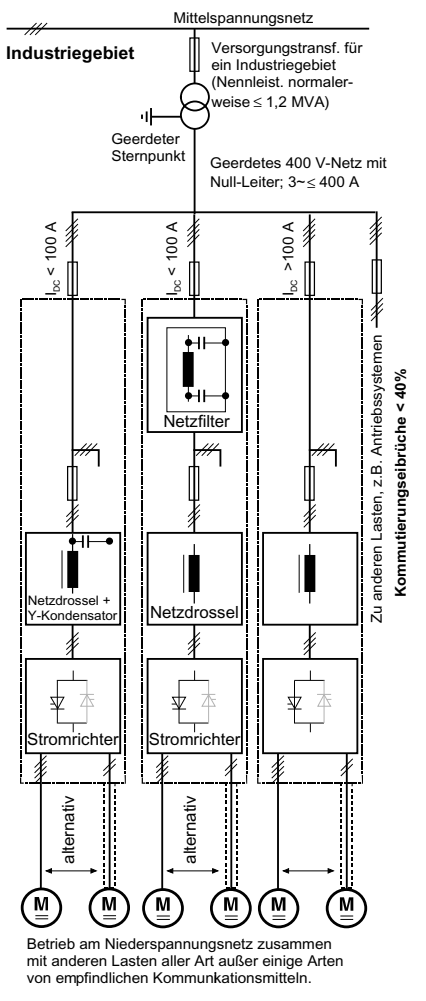 Mittelspannungsnetz
Industriegebiet
Versorgungstransf. für
ein Industriegebiet
(Nennleist. normaler-
weise ≤ 1,2 MVA)
Geerdeter
Sternpunkt
Geerdetes 400 V-Netz mit
Null-Leiter; 3~≤ 400 A
I_DC < 100 A
I_DC < 100 A
I_DC >100 A
Netzfilter
Zu anderen Lasten, z.B. Antriebssystemen
Kommutierungseibrüche < 40%
Netzdrossel +
Y-Kondensator
Netzdrossel
Stromrichter
Stromrichter
alternativ
alternativ
M
M
M
M
M
M
Betrieb am Niederspannungsnetz zusammen
mit anderen Lasten aller Art außer einige Arten
von empfindlichen Kommunkationsmitteln.